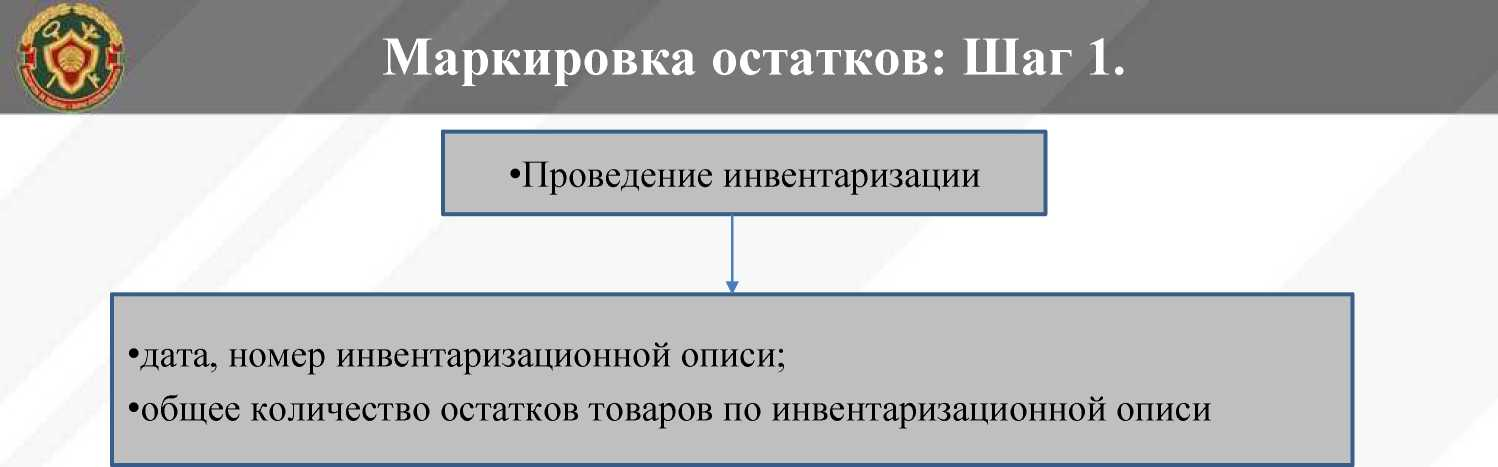 Маркировка остатков: Шаг 1.
•Проведение инвентаризации
•дата, номер инвентаризационной описи;
•общее количество остатков товаров по инвентаризационной описи